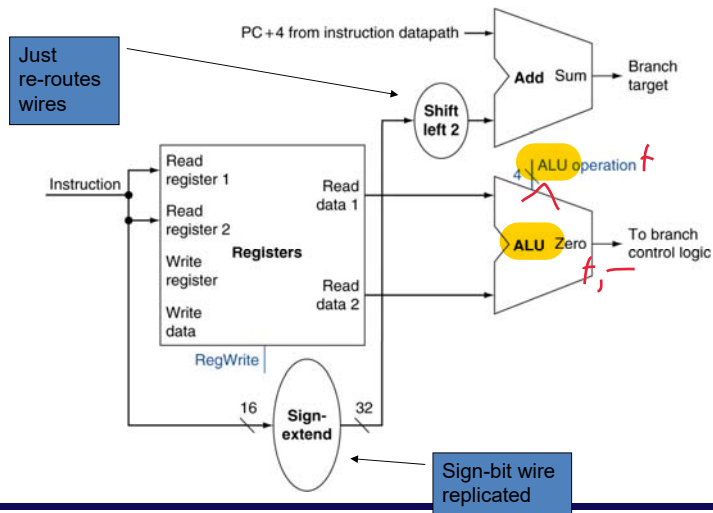 PC+4 from instruction datapath
Just
re-routes
wires
Add Sum
Branch
target
Shift
left 2
ALU operation
4
Instruction
Read
register 1
Read
data 1
Read
register 2
Registers
ALU Zero
To branch
control logic
Write
register
Read
data 2
Write
data
RegWrite
16
Sign-
extend
32
Sign-bit wire
replicated